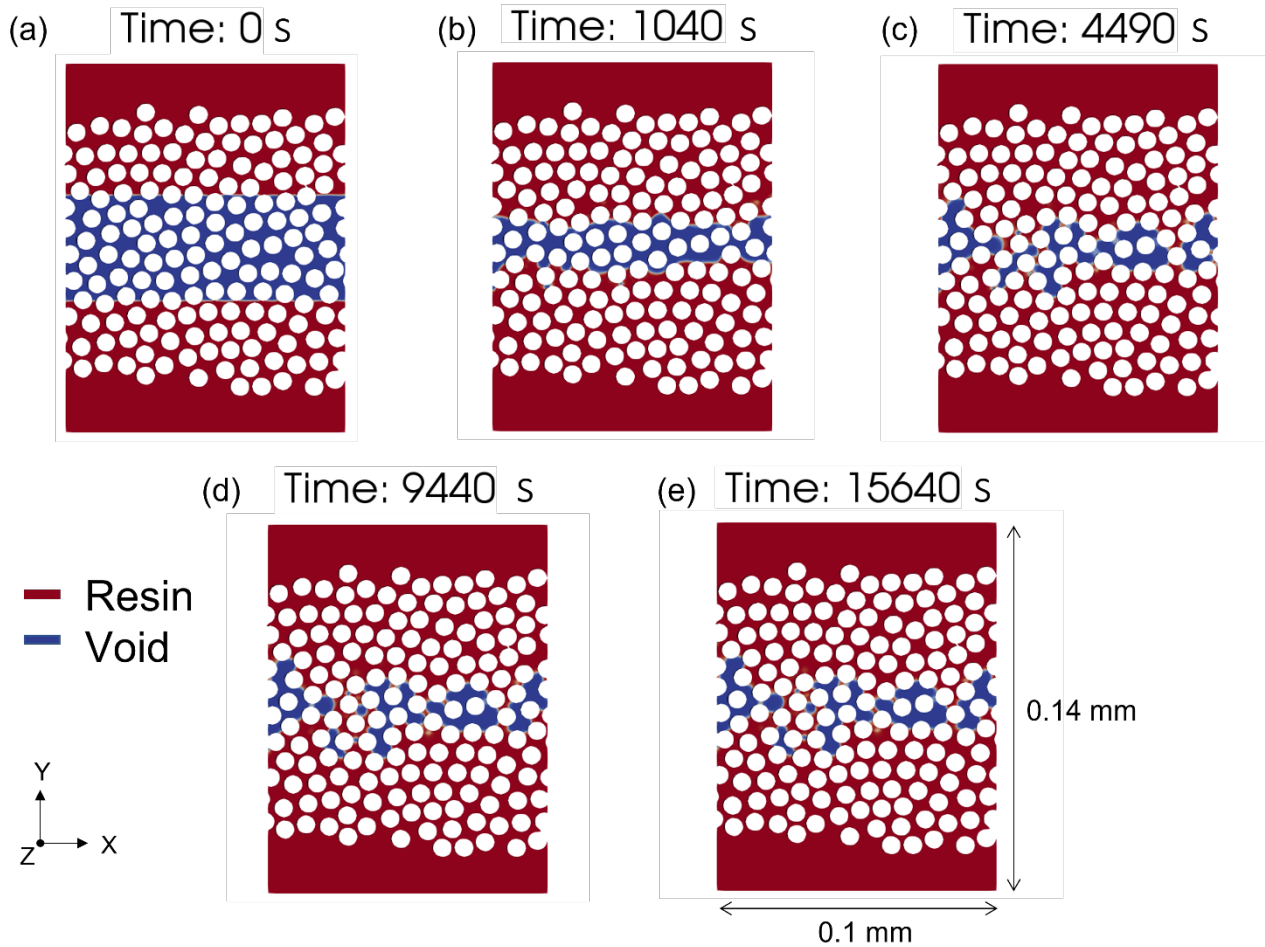 (a) Time: 0 s
(b) Time: 1040 s
(c) Time: 4490 s
(d) Time: 9440 s
(e) Time: 15640 s
Resin
Void
0.14 mm
Y
Z X
0.1 mm